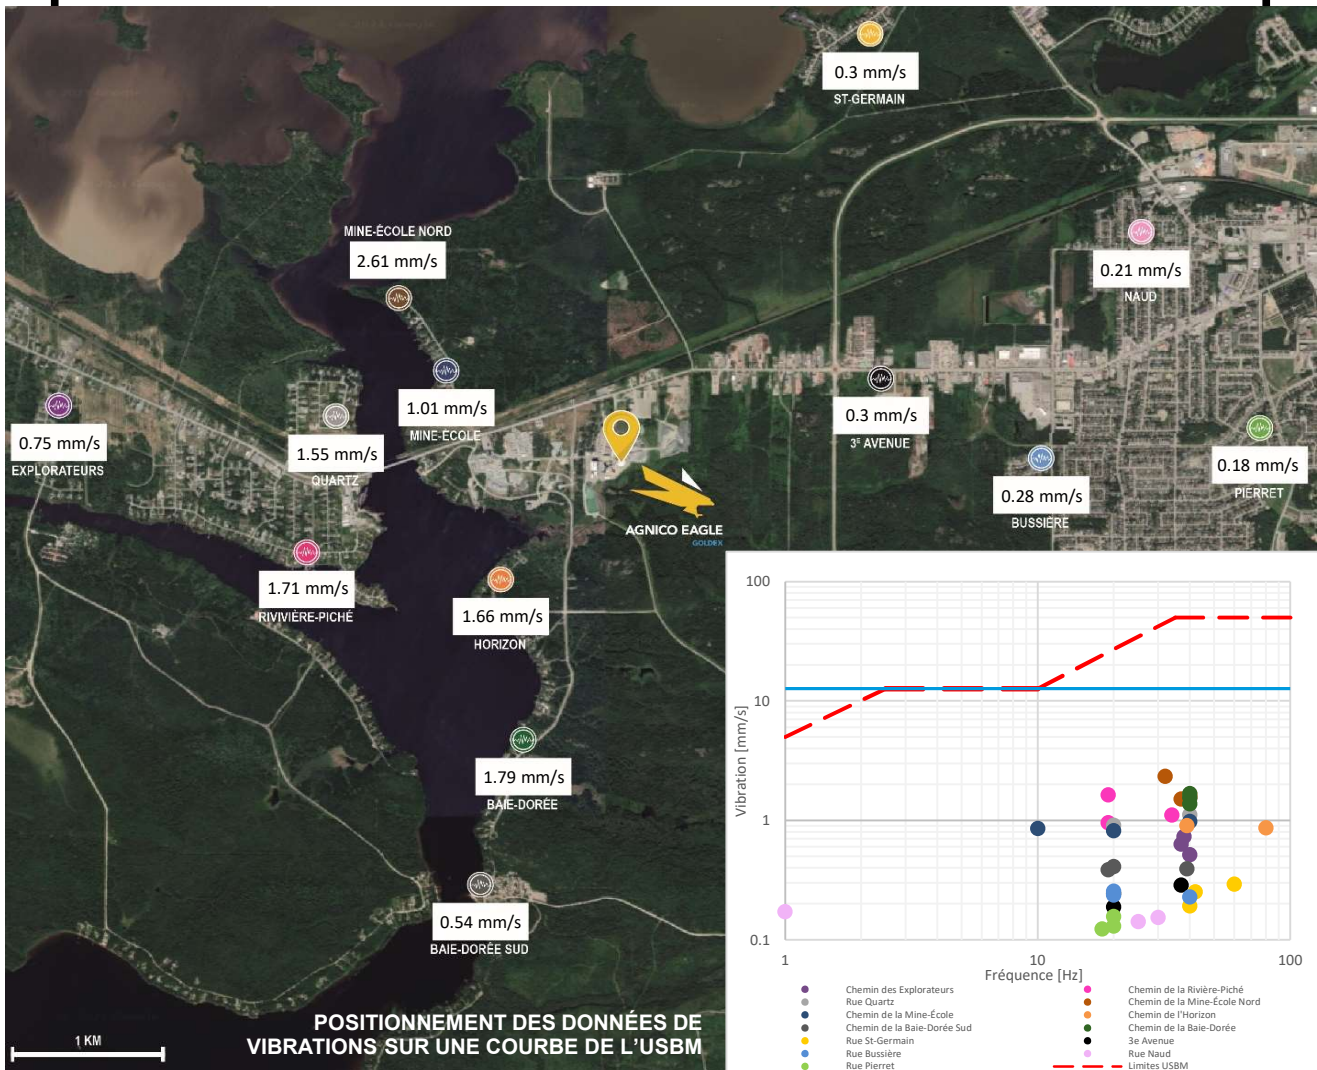 0.3 mm/s
ST-GERMAIN
MINE-ÉCOLE NORD
2.61 mm/s
0.21 mm/s
NAUD
0.75 mm/s
EXPLORATEURS
1.55 mm/s
QUARTZ
1.01 mm/s
MINE-ÉCOLE
0.3 mm/s
3E AVENUE
0.28 mm/s
BUSSIÈRE
0.18 mm/s
PIERRET
AGNICO EAGLE
GOLDEX
1.71 mm/s
RIVIVIÈRE-PICHÉ
1.66 mm/s
HORIZON
1.79 mm/s
BAIE-DORÉE
0.54 mm/s
BAIE-DORÉE SUD
POSITIONNEMENT DES DONNÉES DE
VIBRATIONS SUR UNE COURBE DE L'USBM
1 KM
100
10
1
0.1
Vibration [mm/s]
1
10
100
Fréquence [Hz]
Chemin des Explorateurs
Rue Quartz
Chemin de la Mine-École
Chemin de la Baie-Dorée Sud
Rue St-Germain
Rue Bussière
Rue Pierret
Chemin de la Rivière-Piché
Chemin de la Mine-École Nord
Chemin de l'Horizon
Chemin de la Baie-Dorée
3e Avenue
Rue Naud
Limites USBM